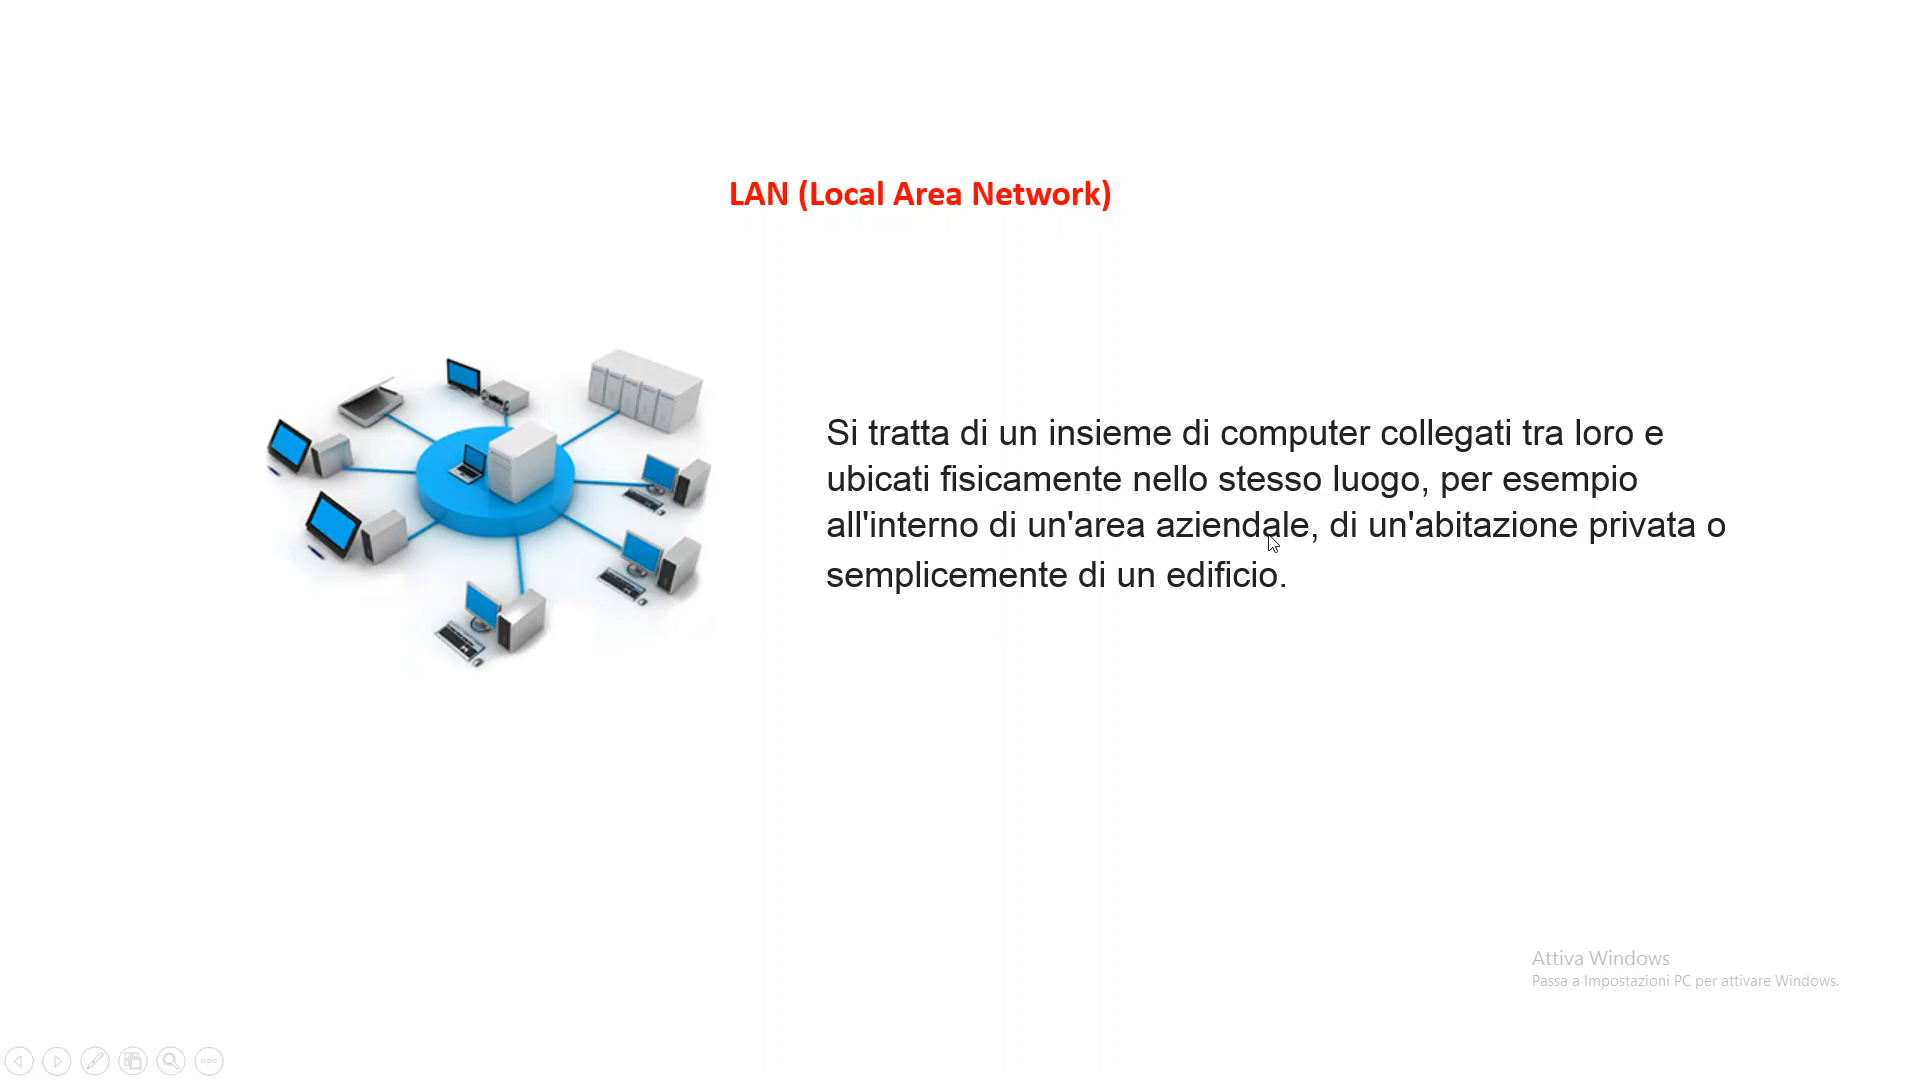 LAN (Local Area Network)
Si tratta di un insieme di computer collegati tra loro e
ubicati fisicamente nello stesso luogo, per esempio
all'interno di un'area aziendale, di un'abitazione privata o
semplicemente di un edificio.
Attiva Windows
Passa a Impostazioni PC per attivare Windows.